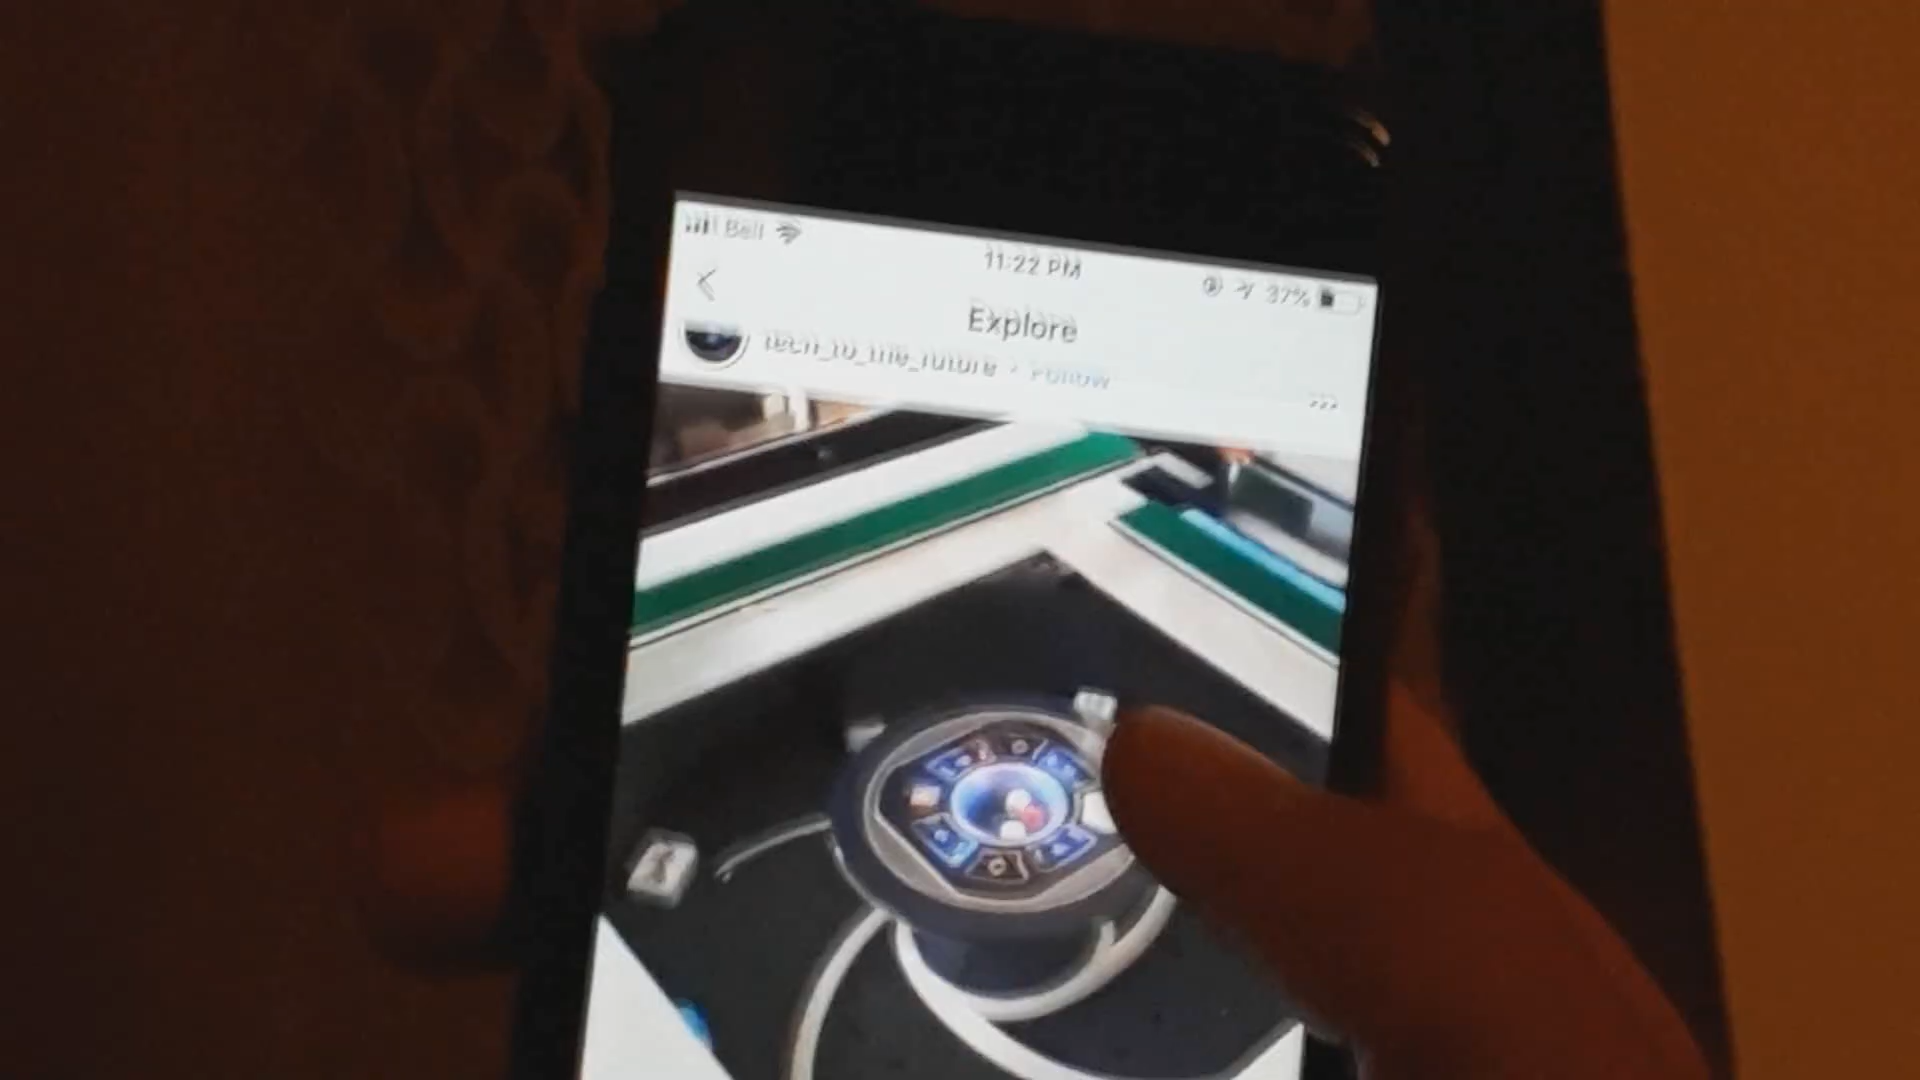 Bell
11:22 PM
37%
Explore
tech_to_the_future • Follow